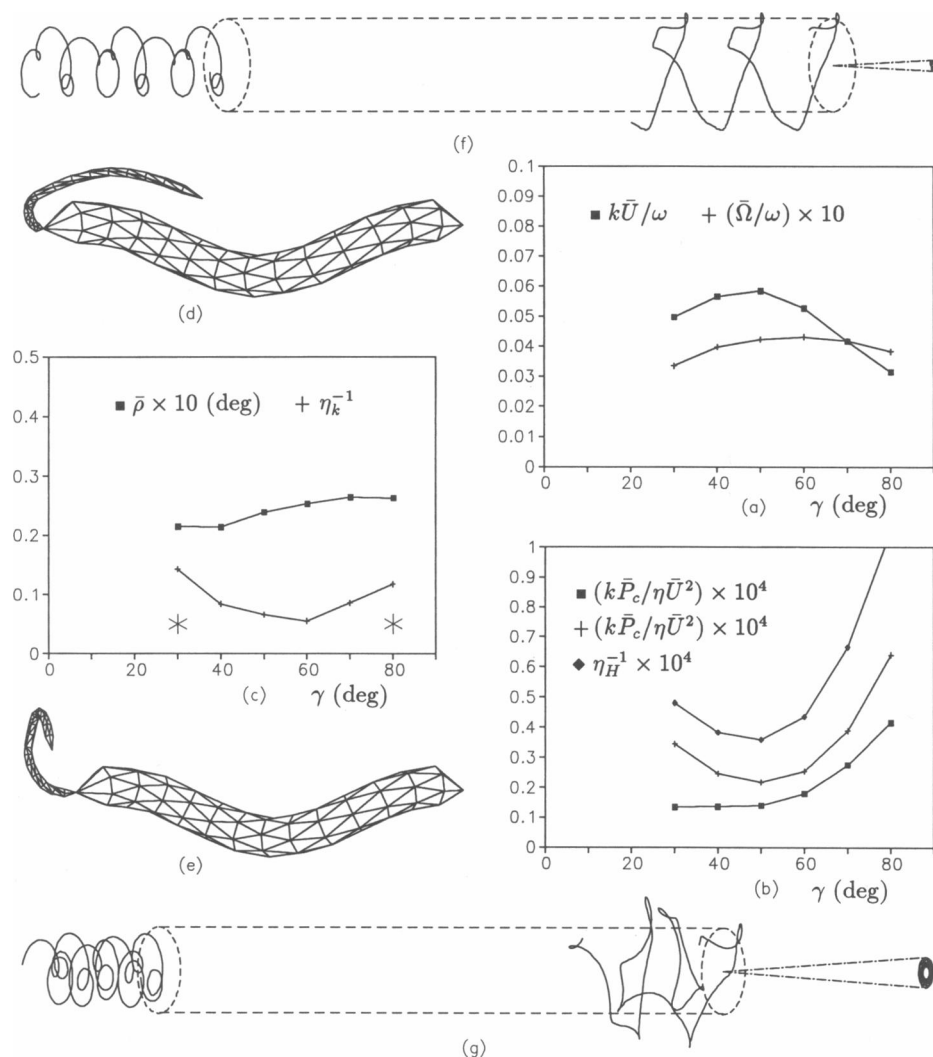 (f)
(d)
0.1
0.09
0.08
0.07
0.06
0.05
0.04
0.03
0.02
0.01
0
■ kŪ/ω + (Ω̄/ω) × 10
0 20 40 60 80
(a) γ (deg)
0.5
0.4
0.3
0.2
0.1
0
■ ρ̄ × 10 (deg) + η̄_k^{-1}
0 20 40 60 80
(c) γ (deg)
1
0.9
0.8
0.7
0.6
0.5
0.4
0.3
0.2
0.1
0
■ (kP̄_c/ηŪ²) × 10⁴
+ (kP̄_c/ηŪ²) × 10⁴
◆ η̄_H^{-1} × 10⁴
0 20 40 60 80
(b) γ (deg)
(e)
(g)